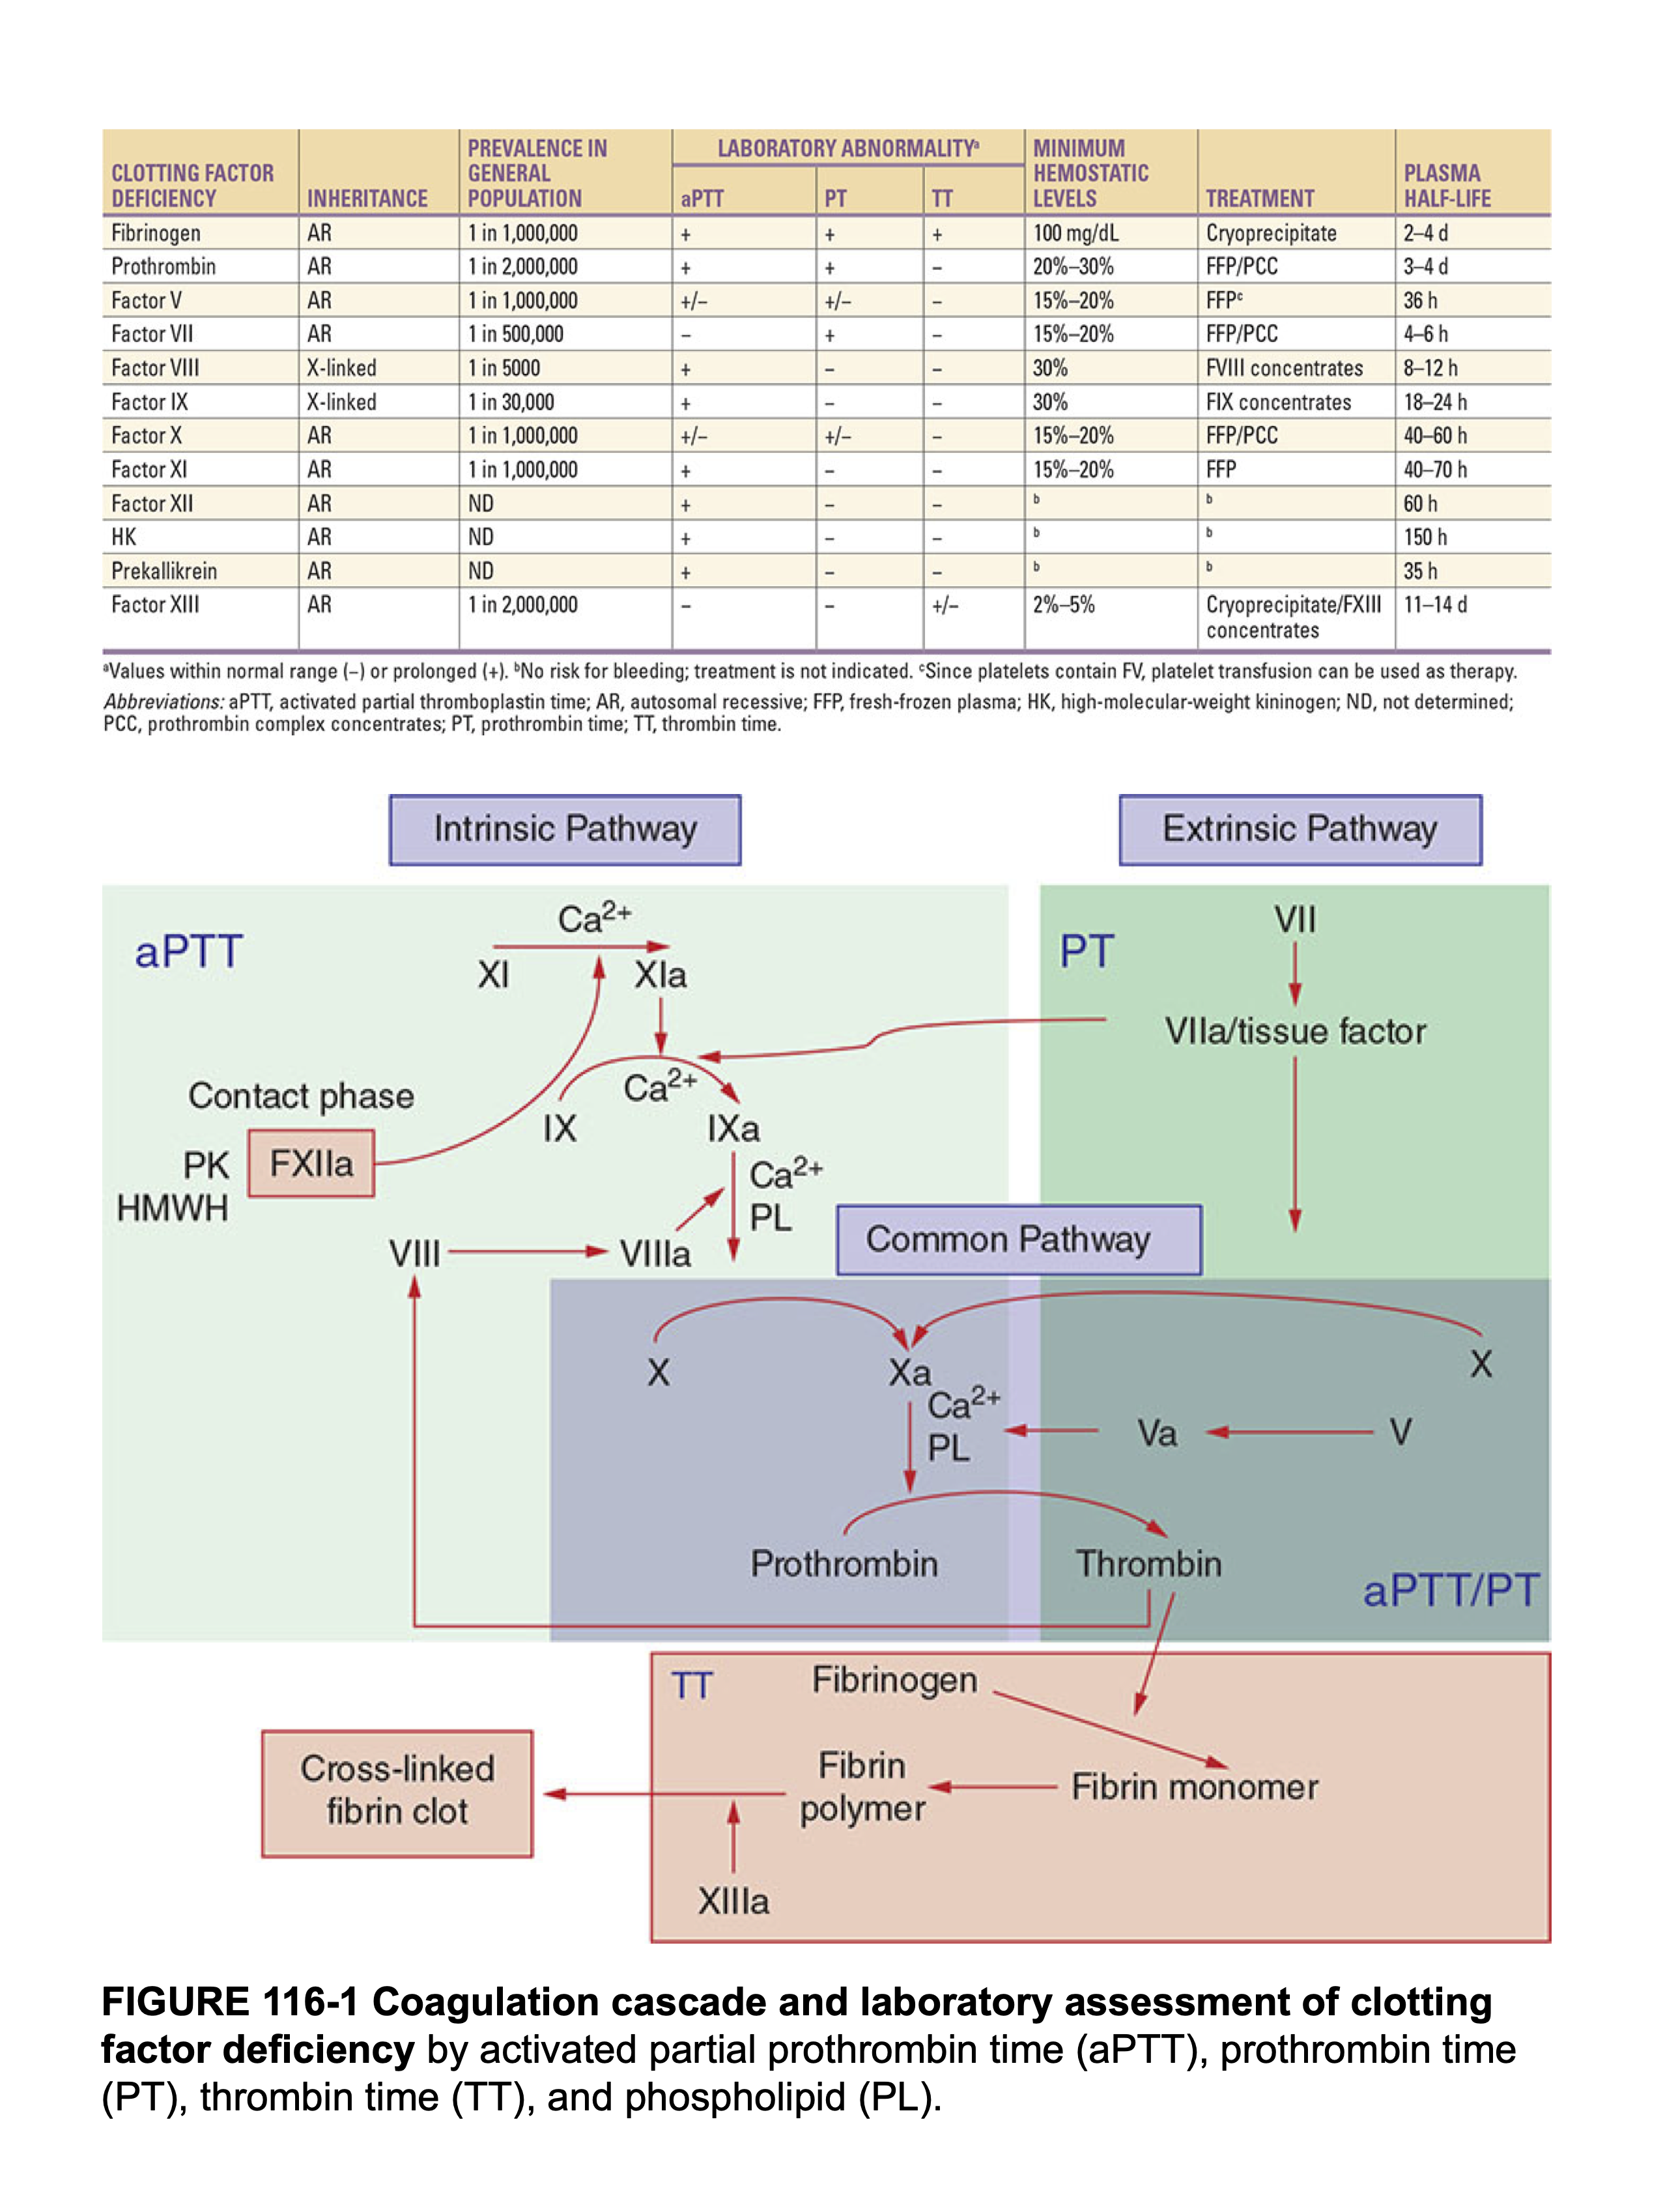 CLOTTING FACTOR DEFICIENCY INHERITANCE PREVALENCE IN GENERAL POPULATION LABORATORY ABNORMALITYᵃ MINIMUM HEMOSTATIC LEVELS TREATMENT PLASMA HALF-LIFE
aPTT PT TT
Fibrinogen AR 1 in 1,000,000 + + + 100 mg/dL Cryoprecipitate 2–4 d
Prothrombin AR 1 in 2,000,000 + + – 20%–30% FFP/PCC 3–4 d
Factor V AR 1 in 1,000,000 +/– +/– – 15%–20% FFPᶜ 36 h
Factor VII AR 1 in 500,000 – + – 15%–20% FFP/PCC 4–6 h
Factor VIII X-linked 1 in 5000 + – – 30% FVIII concentrates 8–12 h
Factor IX X-linked 1 in 30,000 + – – 30% FIX concentrates 18–24 h
Factor X AR 1 in 1,000,000 +/– +/– – 15%–20% FFP/PCC 40–60 h
Factor XI AR 1 in 1,000,000 + – – 15%–20% FFP 40–70 h
Factor XII AR ND + – – ᵇ ᵇ 60 h
HK AR ND + – – ᵇ ᵇ 150 h
Prekallikrein AR ND + – – ᵇ ᵇ 35 h
Factor XIII AR 1 in 2,000,000 – – +/– 2%–5% Cryoprecipitate/FXIII concentrates 11–14 d
ᵃValues within normal range (–) or prolonged (+). ᵇNo risk for bleeding; treatment is not indicated. ᶜSince platelets contain FV, platelet transfusion can be used as therapy.
Abbreviations: aPTT, activated partial thromboplastin time; AR, autosomal recessive; FFP, fresh-frozen plasma; HK, high-molecular-weight kininogen; ND, not determined;
PCC, prothrombin complex concentrates; PT, prothrombin time; TT, thrombin time.
Intrinsic Pathway
Extrinsic Pathway
aPTT
Ca²⁺
XI
XIa
PT
VII
VIIa/tissue factor
Contact phase
Ca²⁺
IX
IXa
PK
FXIIa
HMWH
Ca²⁺
PL
VIII
VIIIa
Common Pathway
X
Xa
X
Ca²⁺
PL
Va
V
Prothrombin
Thrombin
aPTT/PT
TT
Fibrinogen
Fibrin monomer
Fibrin
polymer
Cross-linked
fibrin clot
XIIIa
FIGURE 116-1 Coagulation cascade and laboratory assessment of clotting
factor deficiency by activated partial prothrombin time (aPTT), prothrombin time
(PT), thrombin time (TT), and phospholipid (PL).